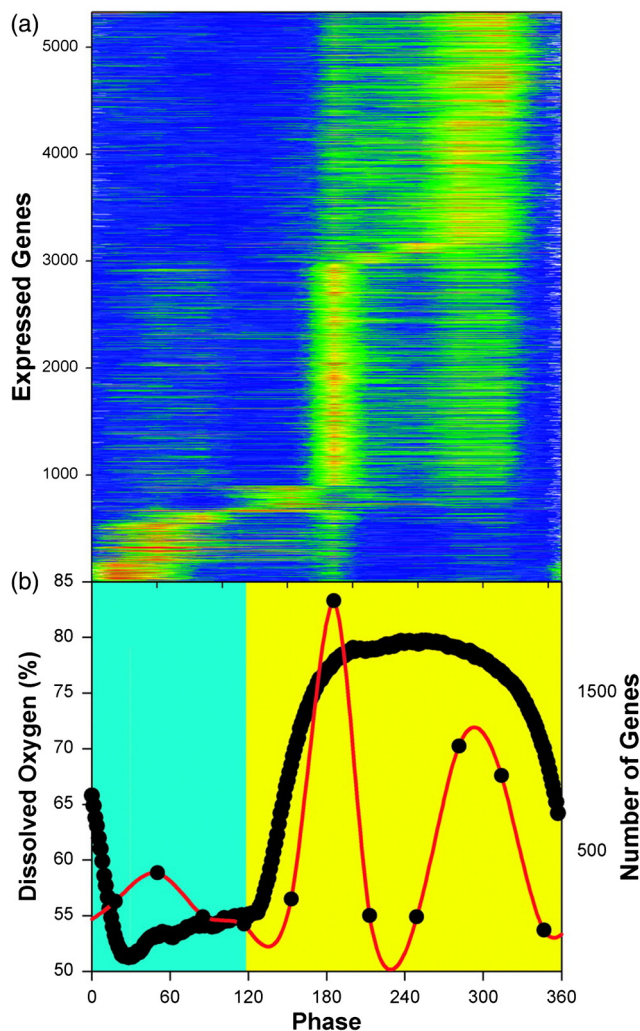 (a)
5000
4000
3000
2000
1000
Expressed Genes
(b)
85
80
75
70
65
60
55
50
Dissolved Oxygen (%)
1500
500
Number of Genes
0 60 120 180 240 300 360
Phase